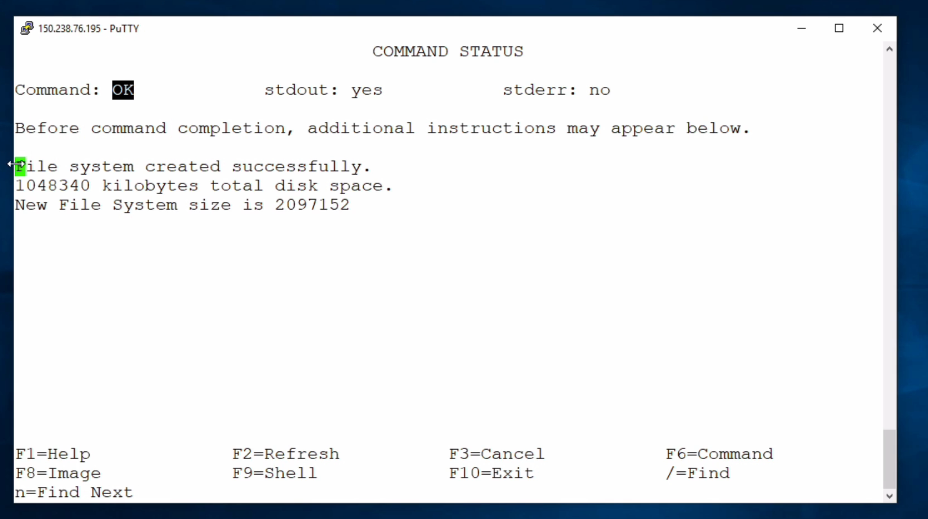 150.238.76.195 - PuTTY
COMMAND STATUS
Command: OK stdout: yes stderr: no
Before command completion, additional instructions may appear below.
File system created successfully.
1048340 kilobytes total disk space.
New File System size is 2097152
F1=Help F2=Refresh F3=Cancel F6=Command
F8=Image F9=Shell F10=Exit /=Find
n=Find Next